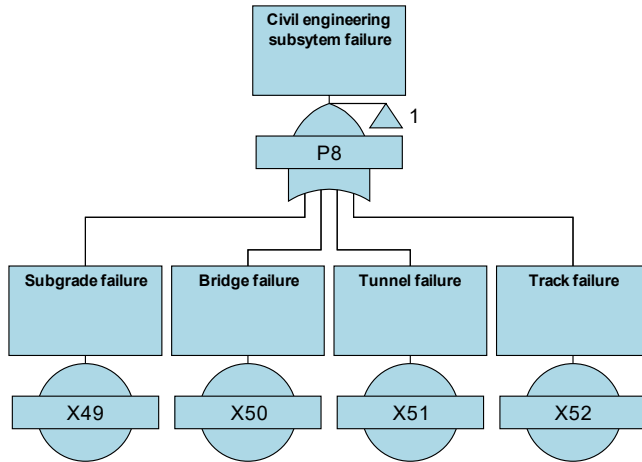 Civil engineering
subsytem failure
1
P8
Subgrade failure
Bridge failure
Tunnel failure
Track failure
X49
X50
X51
X52